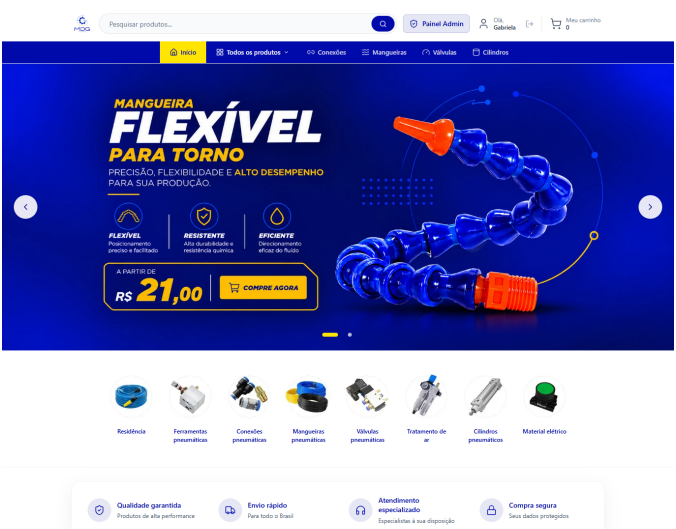 MDG
Pesquisar produtos...
Painel Admin
Olá,
Gabriela
Meu carrinho
0
Início
Todos os produtos
Conexões
Mangueiras
Válvulas
Cilindros
MANGUEIRA
FLEXÍVEL
PARA TORNO
PRECISÃO, FLEXIBILIDADE E ALTO DESEMPENHO
PARA SUA PRODUÇÃO.
FLEXÍVEL
Posicionamento
preciso e facilitado
RESISTENTE
Alta durabilidade e
resistência química
EFICIENTE
Direcionamento
eficaz do fluido
A PARTIR DE
R$ 21,00
COMPRE AGORA
Residência
Ferramentas
pneumáticas
Conexões
pneumáticas
Mangueiras
pneumáticas
Válvulas
pneumáticas
Tratamento de
ar
Cilindros
pneumáticos
Material elétrico
Qualidade garantida
Produtos de alta performance
Envio rápido
Para todo o Brasil
Atendimento
especializado
Especialistas à sua disposição
Compra segura
Seus dados protegidos